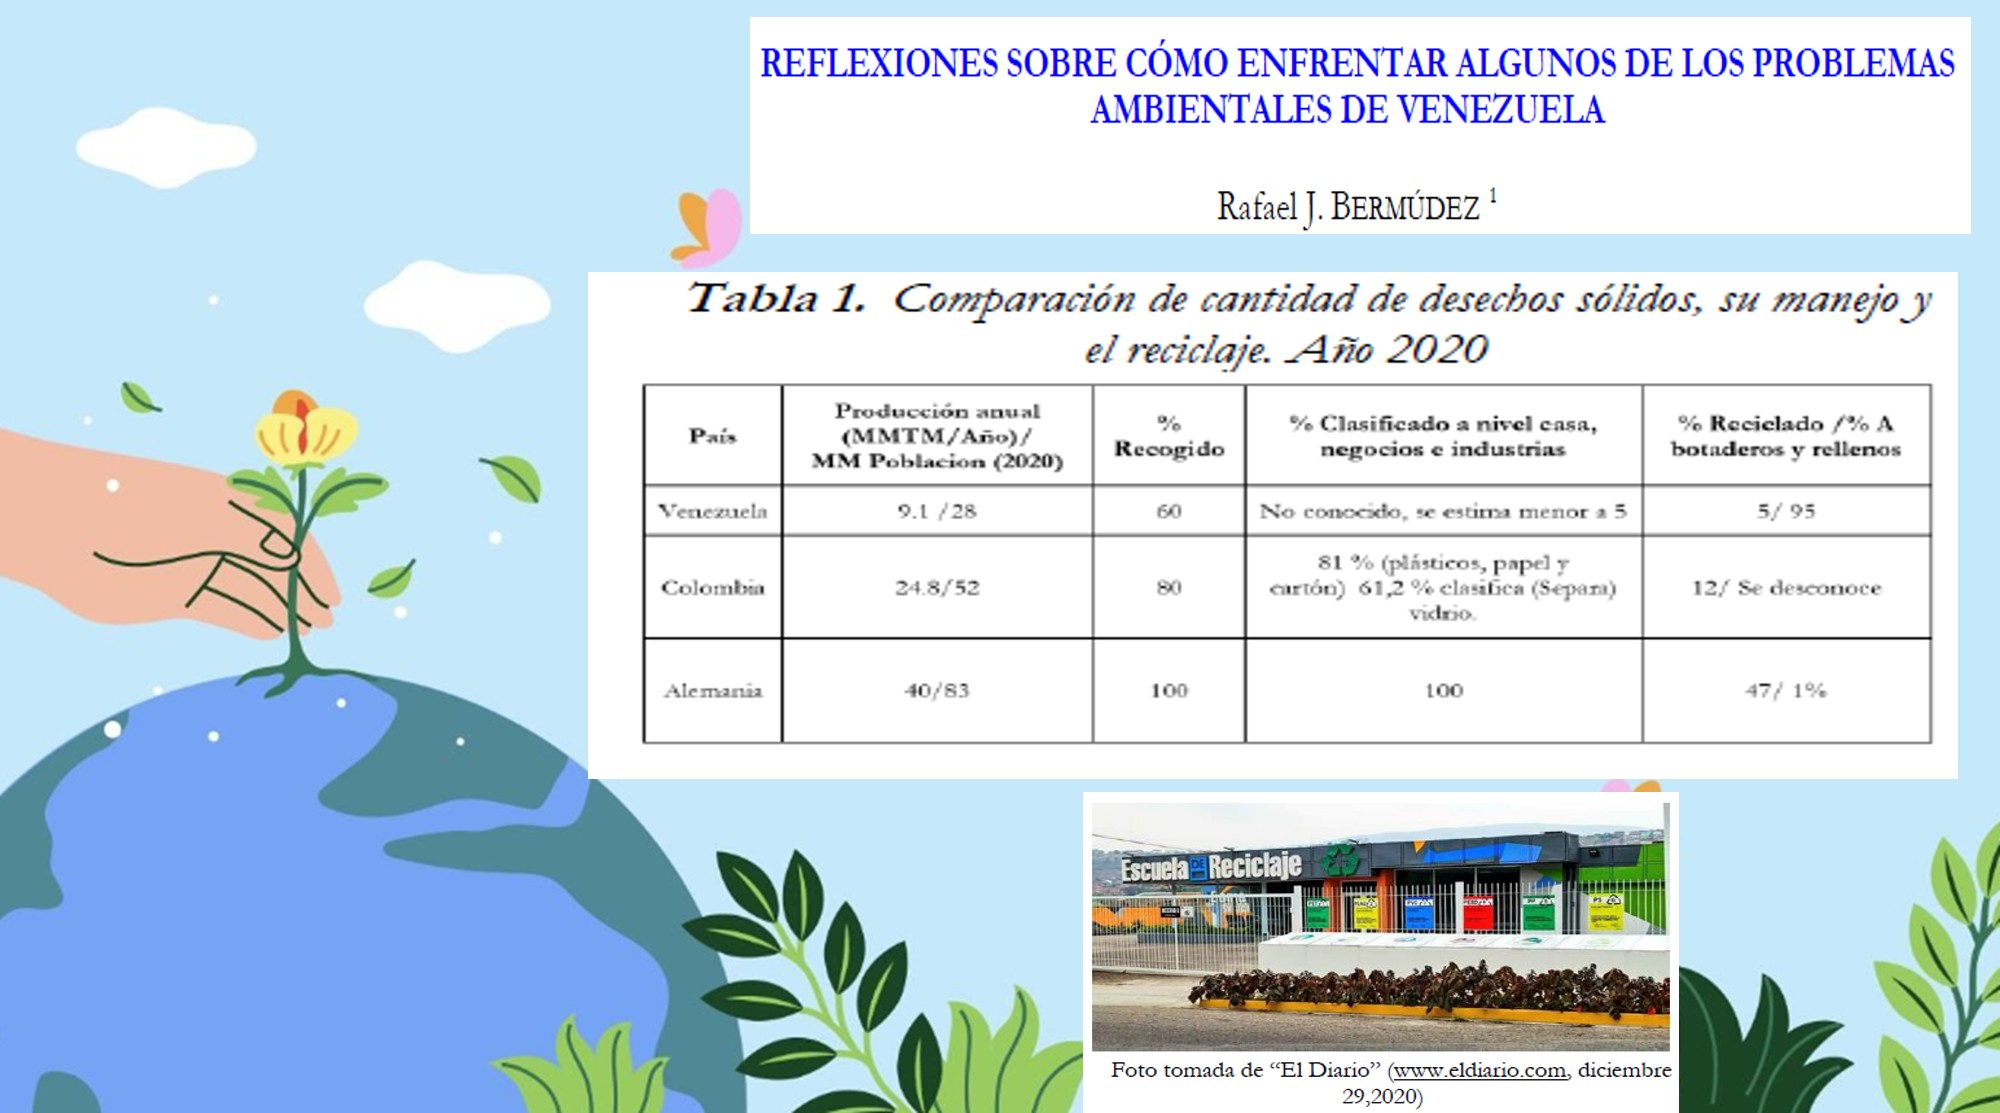 REFLEXIONES SOBRE CÓMO ENFRENTAR ALGUNOS DE LOS PROBLEMAS
AMBIENTALES DE VENEZUELA
Rafael J. BERMÚDEZ 1
Tabla 1. Comparación de cantidad de desechos sólidos, su manejo y
el reciclaje. Año 2020
País
Producción anual
(MMTM/Año)/
MM Poblacion (2020)
%
Recogido
% Clasificado a nivel casa,
negocios e industrias
% Reciclado /% A
botaderos y rellenos
Venezuela
9.1 /28
60
No conocido, se estima menor a 5
5/ 95
Colombia
24.8/52
80
81 % (plásticos, papel y
cartón) 61,2 % clasifica (Separa)
vidrio.
12/ Se desconoce
Alemania
40/83
100
100
47/ 1%
Escuela DE Reciclaje
Foto tomada de “El Diario” (www.eldiario.com, diciembre
29,2020)